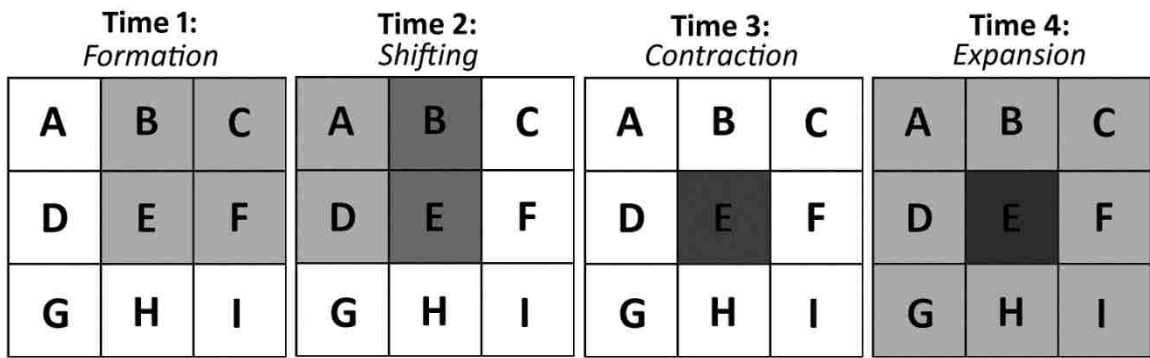 Time 1: Time 2: Time 3: Time 4:
Formation Shifting Contraction Expansion
A B C A B C A B C A B C
D E F D E F D E F D E F
G H I G H I G H I G H I